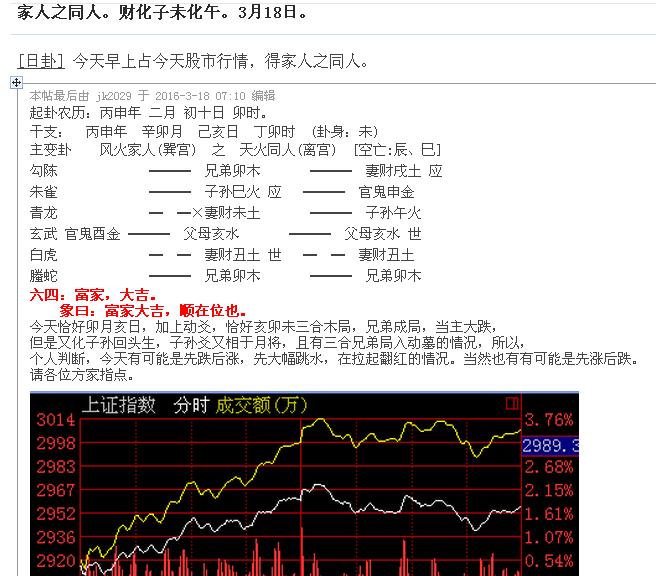 家人之同人。财化子未化午。3月18日。
[日卦] 今天早上占今天股市行情，得家人之同人。
本帖最后由 jk2029 于 2016-3-18 07:10 编辑
起卦农历：丙申年 二月 初十日 卯时。
干支： 丙申年 辛卯月 己亥日 丁卯时 (卦身：未)
主变卦 风火家人(巽宫) 之 天火同人(离宫) [空亡:辰、巳]
勾陈 ━━━ 兄弟卯木 ━━━ 妻财戌土 应
朱雀 ━━━ 子孙巳火 应 ━━━ 官鬼申金
青龙 ━ ━×妻财未土 ━━━ 子孙午火
玄武 官鬼酉金 ━━━ 父母亥水 ━━━ 父母亥水 世
白虎 ━ ━ 妻财丑土 世 ━ ━ 妻财丑土
螣蛇 ━━━ 兄弟卯木 ━━━ 兄弟卯木
六四：富家，大吉。
象曰：富家大吉，顺在位也。
今天恰好卯月亥日，加上动爻，恰好亥卯未三合木局，兄弟成局，当主大跌，
但是又化子孙回头生，子孙爻又相于月将，且有三合兄弟局入动墓的情况，所以，
个人判断，今天有可能是先跌后涨，先大幅跳水，在拉起翻红的情况。当然也有有可能是先涨后跌。
请各位方家指点。
上证指数 分时 成交额(万)
3014 3.76%
2998 2989.3
2983 2.68%
2967 2.15%
2952 1.61%
2936 1.07%
2920 0.54%